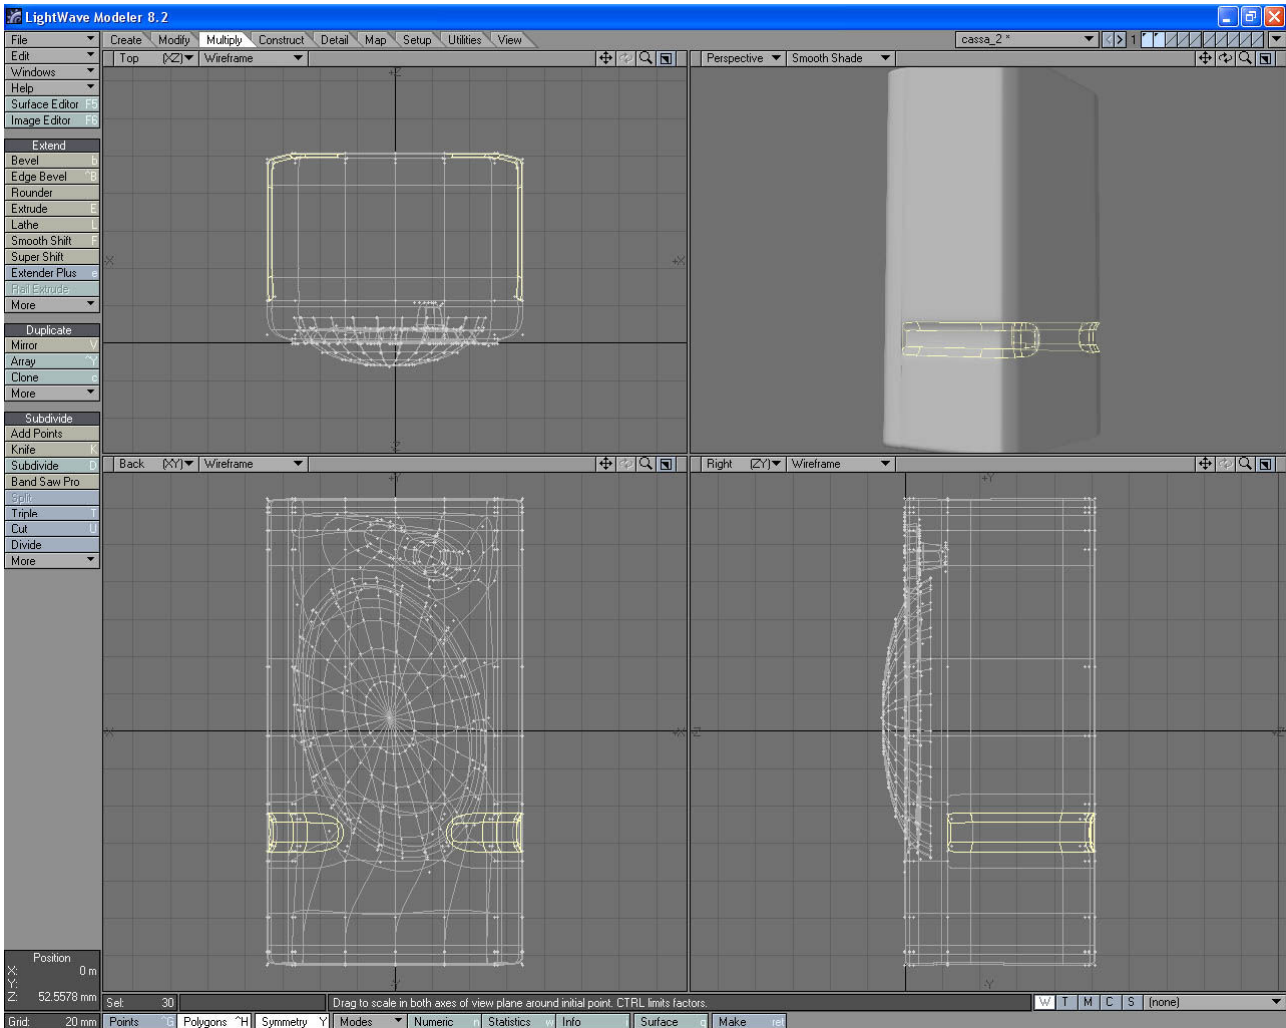 LightWave Modeler 8.2
File
Edit
Windows
Help
Surface Editor F5
Image Editor F6
Extend
Bevel b
Edge Bevel ^B
Rounder
Extrude E
Lathe L
Smooth Shift F
Super Shift
Extender Plus e
Rail Extrude
More
Duplicate
Mirror V
Array ^Y
Clone c
More
Subdivide
Add Points
Knife K
Subdivide D
Band Saw Pro
Split
Triple T
Cut U
Divide
More
Create Modify Multiply Construct Detail Map Setup Utilities View
cassa_2 * 1
Top (XZ) Wireframe
Perspective Smooth Shade
Back (XY) Wireframe
Right (ZY) Wireframe
Position
X: 0 m
Y:
Z: 52.5578 mm
Grid: 20 mm
Sel: 30
Drag to scale in both axes of view plane around initial point. CTRL limits factors.
W T M C S (none)
Points ^G Polygons ^H Symmetry Y Modes Numeric n Statistics w Info i Surface q Make ret